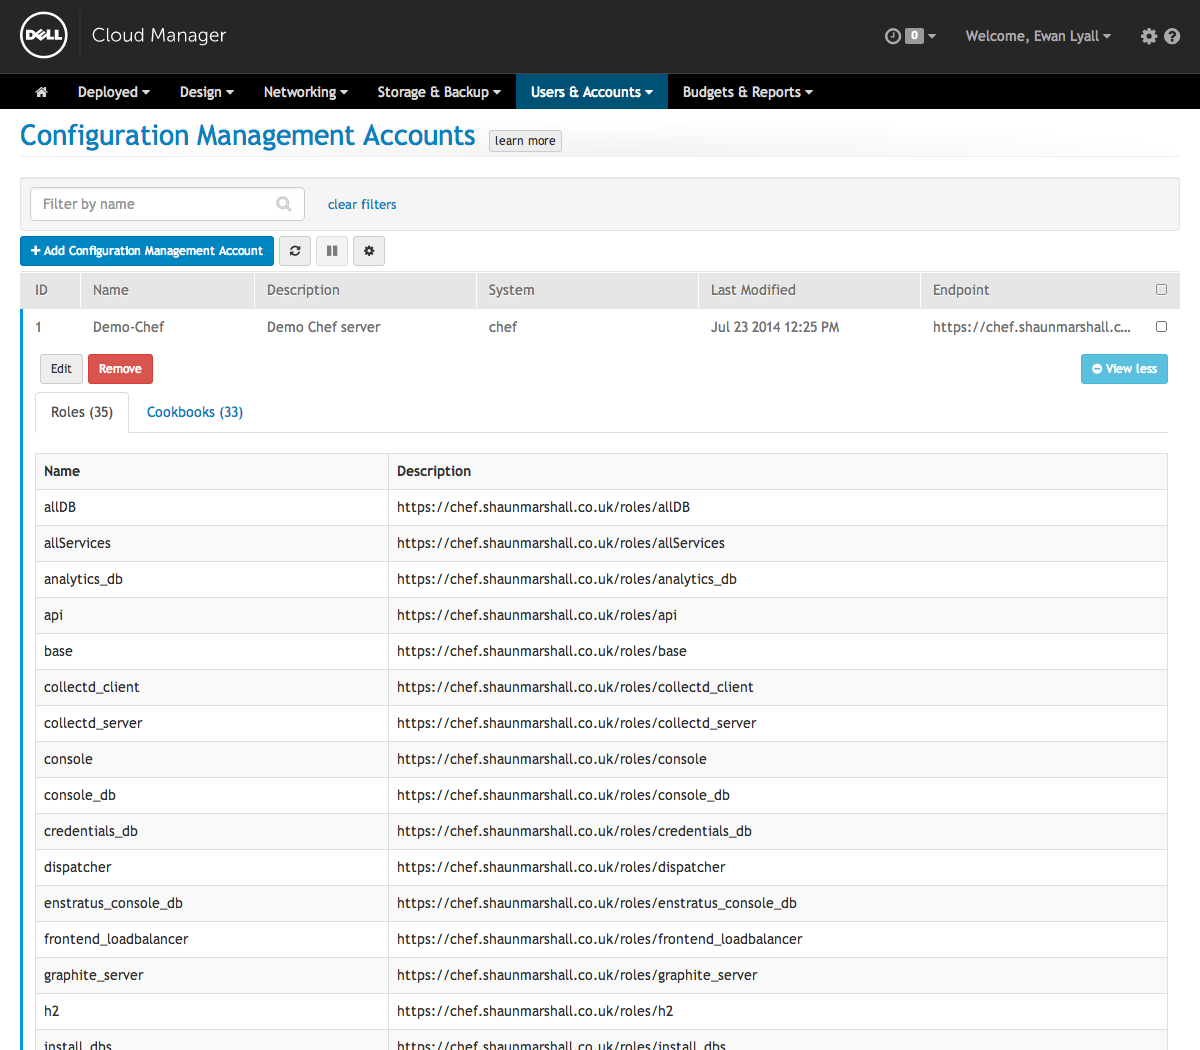 DELL Cloud Manager 0 Welcome, Ewan Lyall
Deployed Design Networking Storage & Backup Users & Accounts Budgets & Reports
Configuration Management Accounts learn more
Filter by name clear filters
Add Configuration Management Account
ID Name Description System Last Modified Endpoint
1 Demo-Chef Demo Chef server chef Jul 23 2014 12:25 PM https://chef.shaunmarshall.c...
Edit Remove View less
Roles (35) Cookbooks (33)
Name Description
allDB https://chef.shaunmarshall.co.uk/roles/allDB
allServices https://chef.shaunmarshall.co.uk/roles/allServices
analytics_db https://chef.shaunmarshall.co.uk/roles/analytics_db
api https://chef.shaunmarshall.co.uk/roles/api
base https://chef.shaunmarshall.co.uk/roles/base
collectd_client https://chef.shaunmarshall.co.uk/roles/collectd_client
collectd_server https://chef.shaunmarshall.co.uk/roles/collectd_server
console https://chef.shaunmarshall.co.uk/roles/console
console_db https://chef.shaunmarshall.co.uk/roles/console_db
credentials_db https://chef.shaunmarshall.co.uk/roles/credentials_db
dispatcher https://chef.shaunmarshall.co.uk/roles/dispatcher
enstratus_console_db https://chef.shaunmarshall.co.uk/roles/enstratus_console_db
frontend_loadbalancer https://chef.shaunmarshall.co.uk/roles/frontend_loadbalancer
graphite_server https://chef.shaunmarshall.co.uk/roles/graphite_server
h2 https://chef.shaunmarshall.co.uk/roles/h2
install_dbs https://chef.shaunmarshall.co.uk/roles/install_dbs